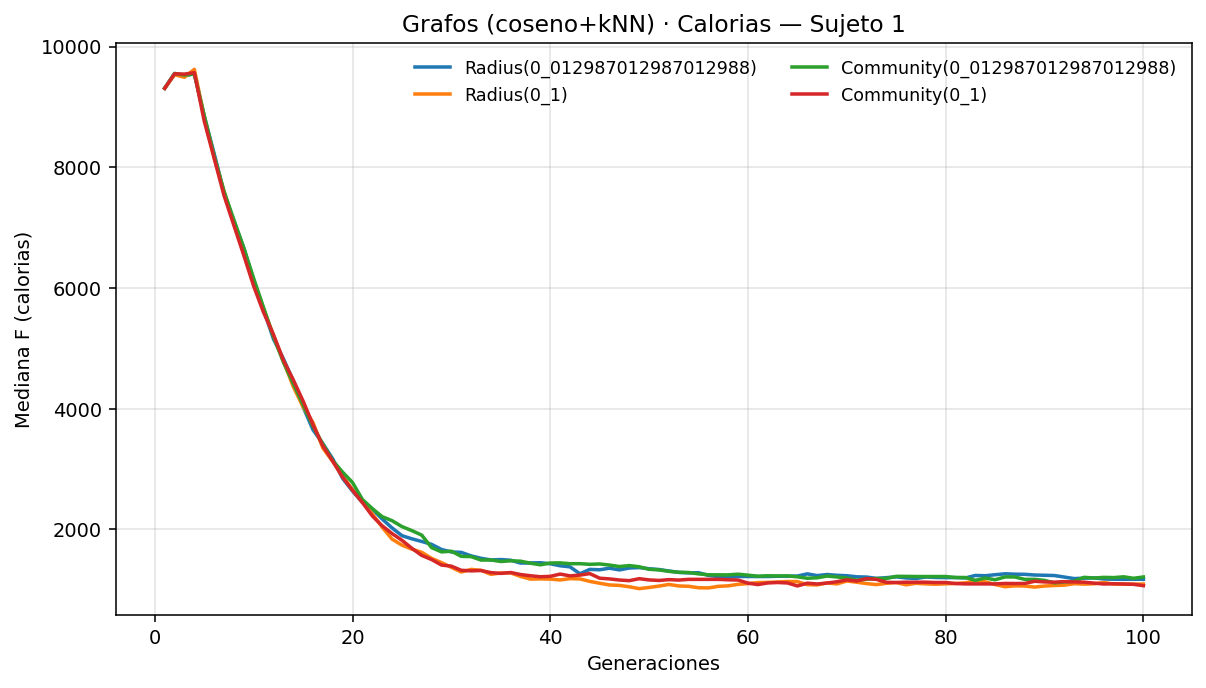 Grafos (coseno+kNN) · Calorias — Sujeto 1
10000
8000
6000
4000
2000
Mediana F (calorias)
Radius(0_012987012987012988)
Radius(0_1)
Community(0_012987012987012988)
Community(0_1)
0 20 40 60 80 100
Generaciones